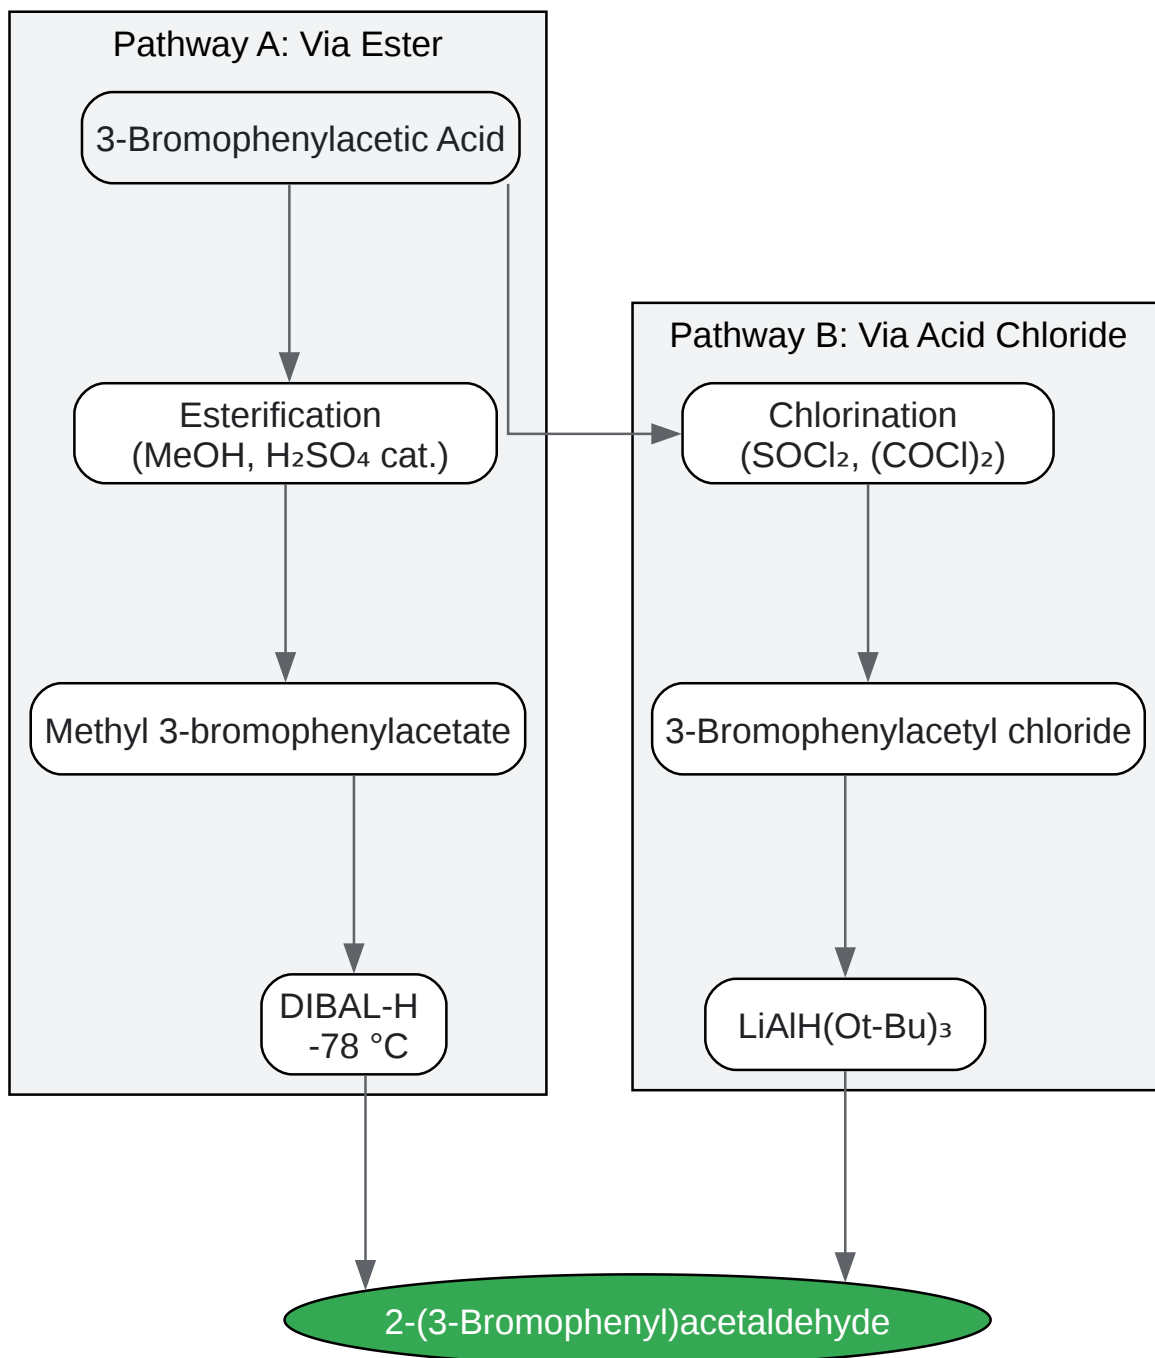 Pathway A: Via Ester
3-Bromophenylacetic Acid
Esterification
(MeOH, H₂SO₄ cat.)
Methyl 3-bromophenylacetate
DIBAL-H
-78 °C
Pathway B: Via Acid Chloride
Chlorination
(SOCl₂, (COCl)₂)
3-Bromophenylacetyl chloride
LiAlH(Ot-Bu)₃
2-(3-Bromophenyl)acetaldehyde